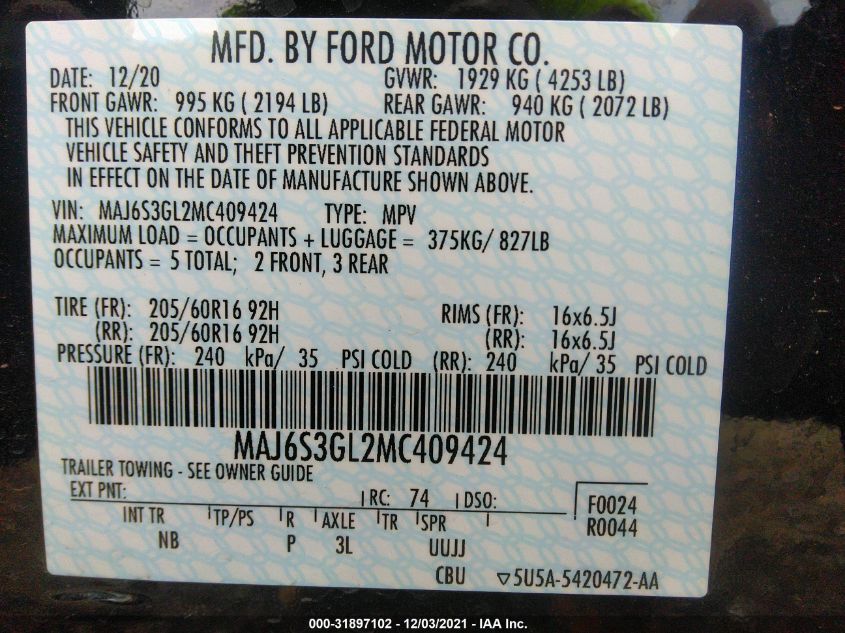 MFD. BY FORD MOTOR CO.
DATE: 12/20 GVWR: 1929 KG ( 4253 LB)
FRONT GAWR: 995 KG ( 2194 LB) REAR GAWR: 940 KG ( 2072 LB)
THIS VEHICLE CONFORMS TO ALL APPLICABLE FEDERAL MOTOR
VEHICLE SAFETY AND THEFT PREVENTION STANDARDS
IN EFFECT ON THE DATE OF MANUFACTURE SHOWN ABOVE.
VIN: MAJ6S3GL2MC409424 TYPE: MPV
MAXIMUM LOAD = OCCUPANTS + LUGGAGE = 375KG/ 827LB
OCCUPANTS = 5 TOTAL; 2 FRONT, 3 REAR
TIRE (FR): 205/60R16 92H RIMS (FR): 16x6.5J
(RR): 205/60R16 92H (RR): 16x6.5J
PRESSURE (FR): 240 kPa/ 35 PSI COLD (RR): 240 kPa/ 35 PSI COLD
MAJ6S3GL2MC409424
TRAILER TOWING - SEE OWNER GUIDE
EXT PNT: RC: 74 DSO: F0024
R0044
INT TR TP/PS R AXLE TR SPR
NB P 3L UUJJ
CBU ▽5U5A-5420472-AA
000-31897102 - 12/03/2021 - IAA Inc.